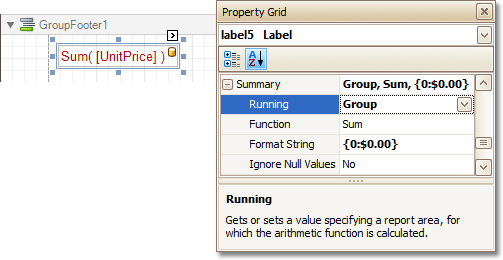 GroupFooter1
Sum( [UnitPrice] )
Property Grid
label5 Label
Summary Group, Sum, {0:$0.00}
Running Group
Function Sum
Format String {0:$0.00}
Ignore Null Values No
Running
Gets or sets a value specifying a report area, for
which the arithmetic function is calculated.